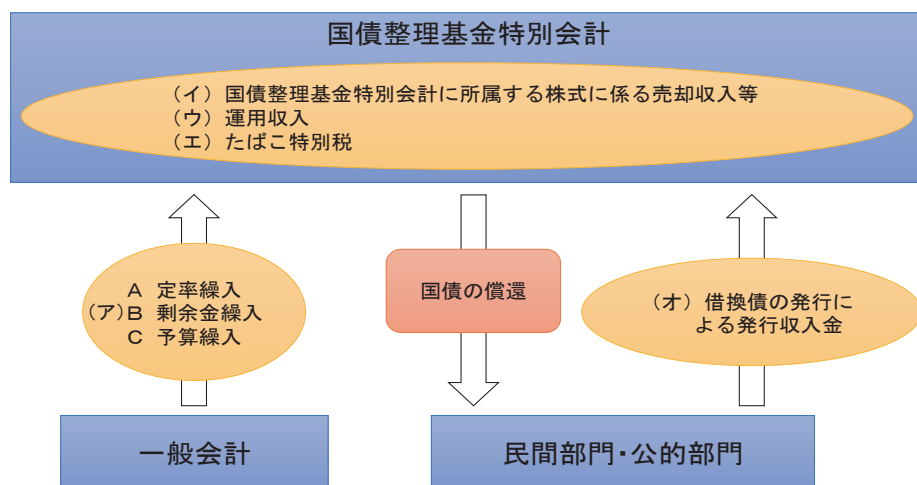 国債整理基金特別会計
（イ）国債整理基金特別会計に所属する株式に係る売却収入等
（ウ）運用収入
（エ）たばこ特別税
A 定率繰入
（ア）B 剰余金繰入
C 予算繰入
国債の償還
（オ）借換債の発行に
よる発行収入金
一般会計
民間部門・公的部門